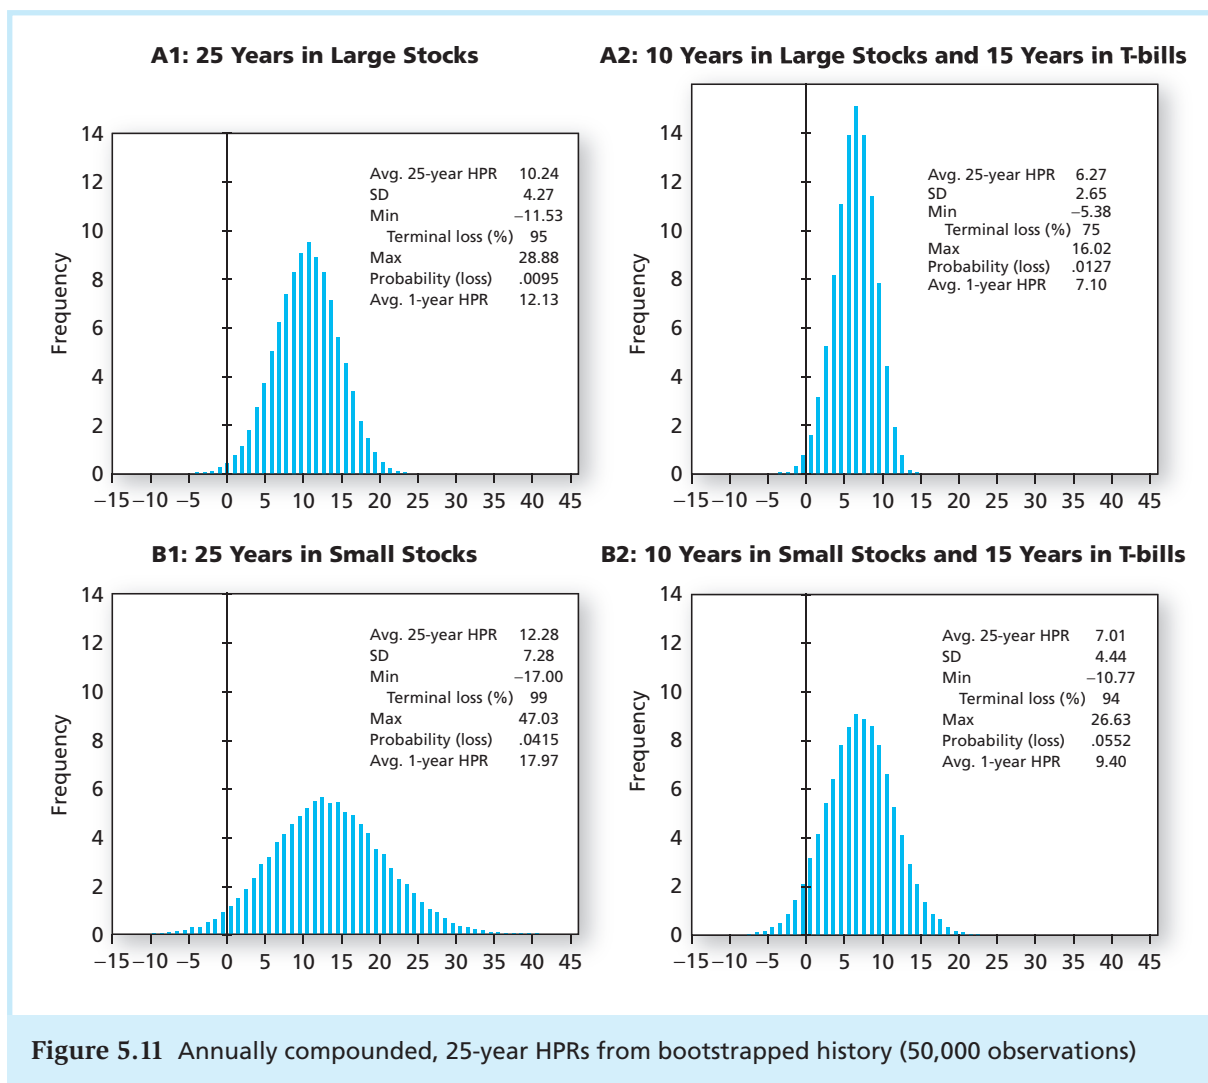 A1: 25 Years in Large Stocks
Frequency
14
12
10
8
6
4
2
0
−15 −10 −5 0 5 10 15 20 25 30 35 40 45
Avg. 25-year HPR 10.24
SD 4.27
Min −11.53
Terminal loss (%) 95
Max 28.88
Probability (loss) .0095
Avg. 1-year HPR 12.13
A2: 10 Years in Large Stocks and 15 Years in T-bills
Frequency
14
12
10
8
6
4
2
0
−15 −10 −5 0 5 10 15 20 25 30 35 40 45
Avg. 25-year HPR 6.27
SD 2.65
Min −5.38
Terminal loss (%) 75
Max 16.02
Probability (loss) .0127
Avg. 1-year HPR 7.10
B1: 25 Years in Small Stocks
Frequency
14
12
10
8
6
4
2
0
−15 −10 −5 0 5 10 15 20 25 30 35 40 45
Avg. 25-year HPR 12.28
SD 7.28
Min −17.00
Terminal loss (%) 99
Max 47.03
Probability (loss) .0415
Avg. 1-year HPR 17.97
B2: 10 Years in Small Stocks and 15 Years in T-bills
Frequency
14
12
10
8
6
4
2
0
−15 −10 −5 0 5 10 15 20 25 30 35 40 45
Avg. 25-year HPR 7.01
SD 4.44
Min −10.77
Terminal loss (%) 94
Max 26.63
Probability (loss) .0552
Avg. 1-year HPR 9.40
Figure 5.11 Annually compounded, 25-year HPRs from bootstrapped history (50,000 observations)